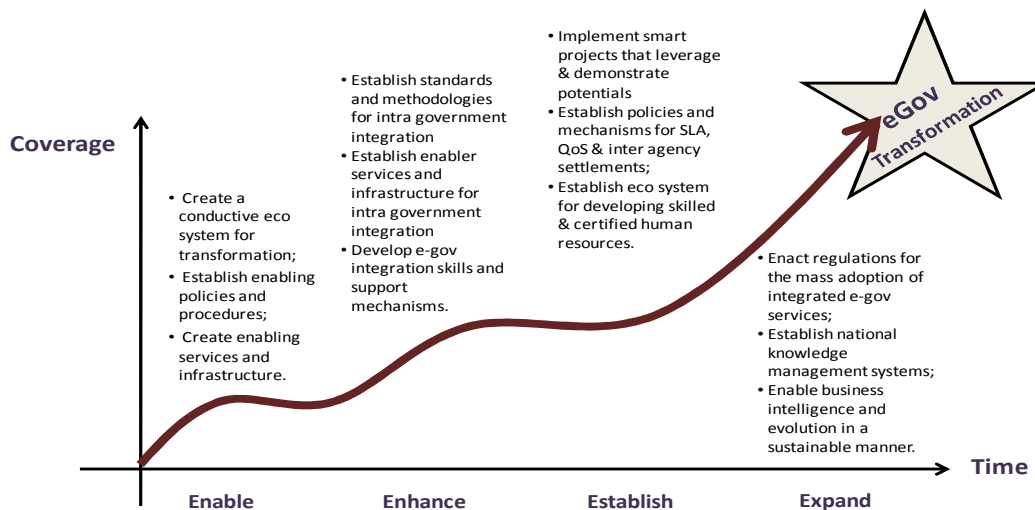 Coverage
• Create a
conductive eco
system for
transformation;
• Establish enabling
policies and
procedures;
• Create enabling
services and
infrastructure.
• Establish standards
and methodologies
for intra government
integration
• Establish enabler
services and
infrastructure for
intra government
integration
• Develop e-gov
integration skills and
support
mechanisms.
• Implement smart
projects that leverage
& demonstrate
potentials
• Establish policies and
mechanisms for SLA,
QoS & inter agency
settlements;
• Establish eco system
for developing skilled
& certified human
resources.
eGov
Transformation
• Enact regulations for
the mass adoption of
integrated e-gov
services;
• Establish national
knowledge
management systems;
• Enable business
intelligence and
evolution in a
sustainable manner.
Time
Enable
Enhance
Establish
Expand